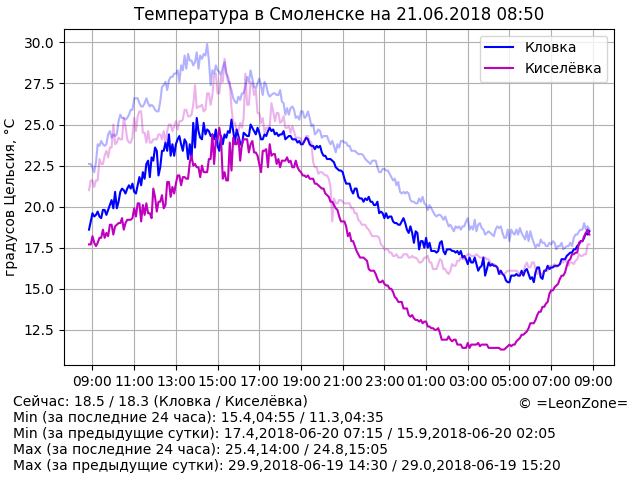 Температура в Смоленске на 21.06.2018 08:50
Кловка
Киселёвка
градусов Цельсия, °C
30.0
27.5
25.0
22.5
20.0
17.5
15.0
12.5
09:00 11:00 13:00 15:00 17:00 19:00 21:00 23:00 01:00 03:00 05:00 07:00 09:00
Сейчас: 18.5 / 18.3 (Кловка / Киселёвка)
© =LeonZone=
Min (за последние 24 часа): 15.4,04:55 / 11.3,04:35
Min (за предыдущие сутки): 17.4,2018-06-20 07:15 / 15.9,2018-06-20 02:05
Max (за последние 24 часа): 25.4,14:00 / 24.8,15:05
Max (за предыдущие сутки): 29.9,2018-06-19 14:30 / 29.0,2018-06-19 15:20